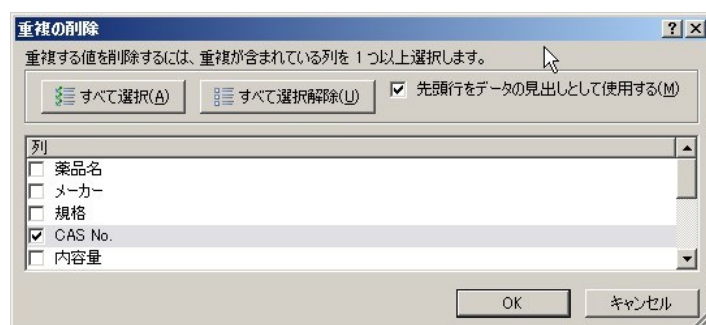 重複の削除
重複する値を削除するには、重複が含まれている列を 1 つ以上選択します。
すべて選択(A) すべて選択解除(U) 先頭行をデータの見出しとして使用する(M)
列
薬品名
メーカー
規格
CAS No.
内容量
OK キャンセル